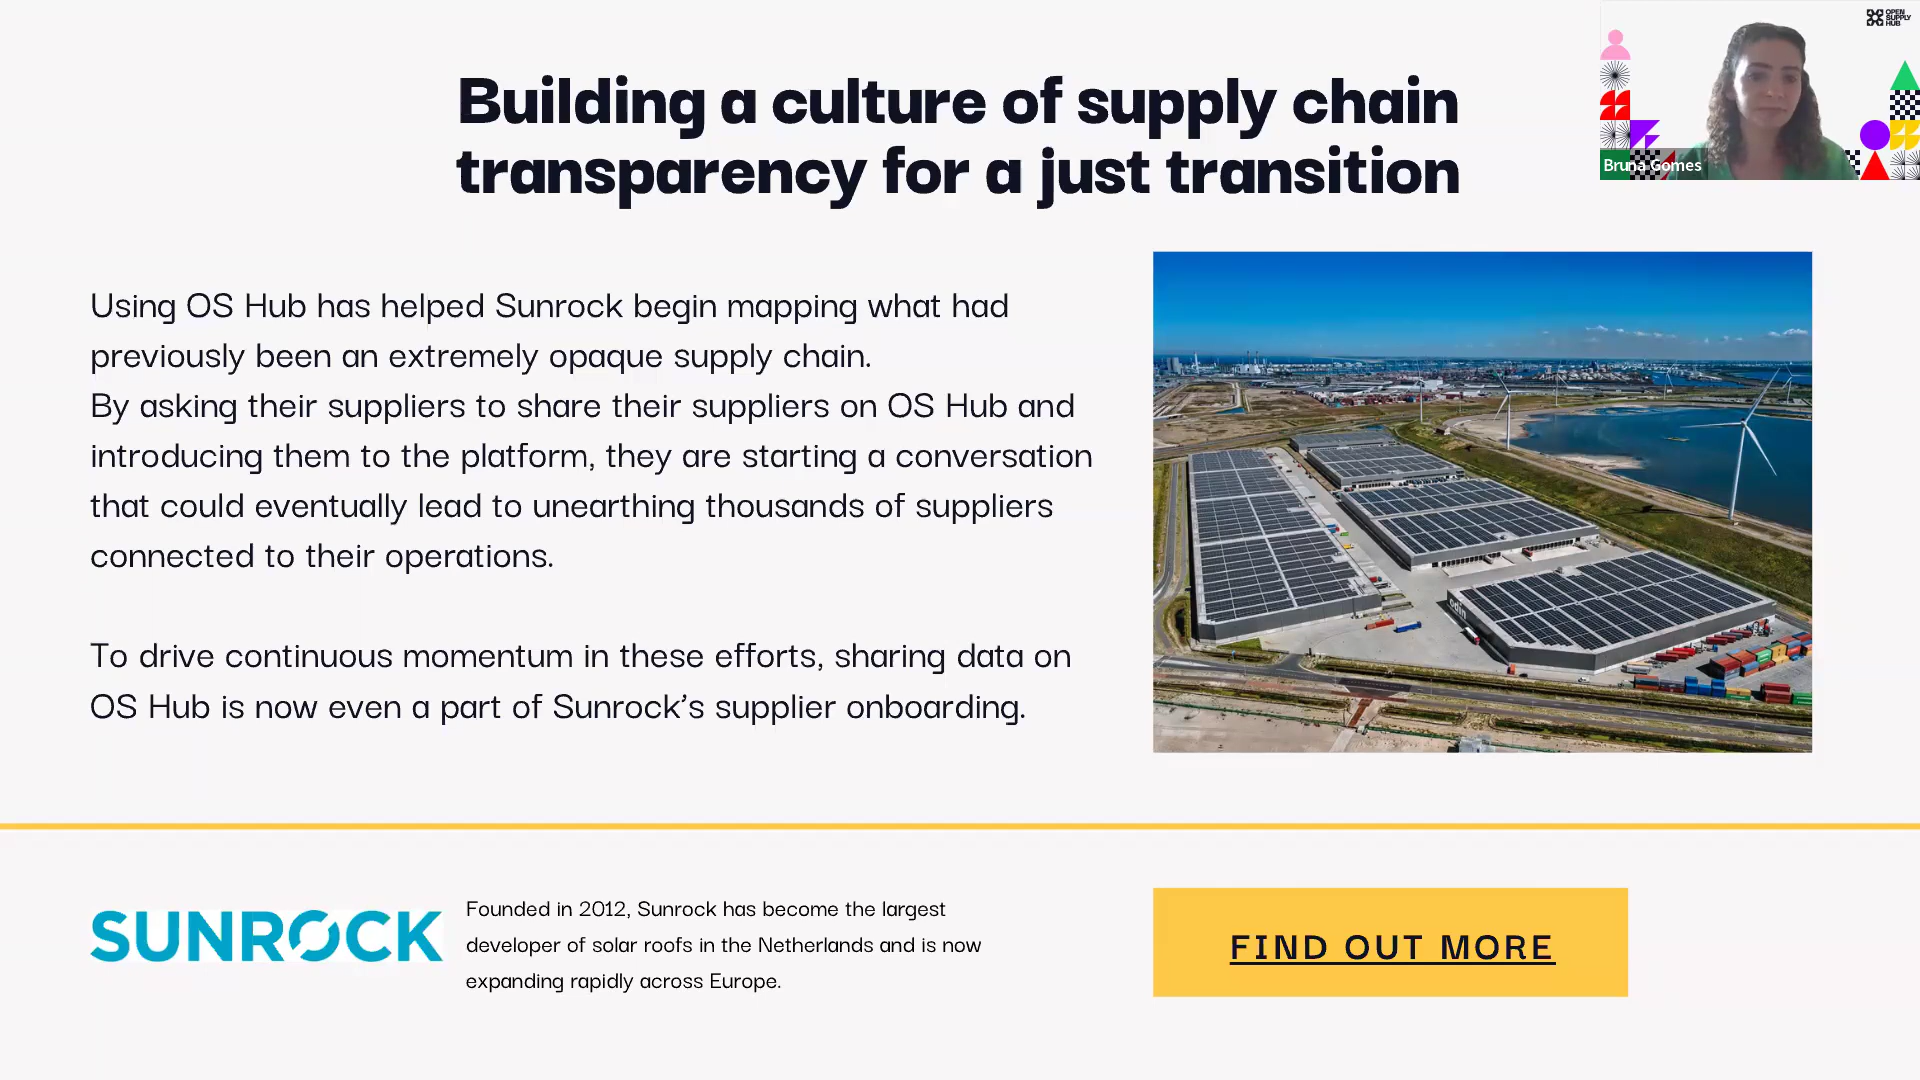 Building a culture of supply chain
transparency for a just transition
OPEN
SUPPLY
HUB
Bruna Gomes
Using OS Hub has helped Sunrock begin mapping what had
previously been an extremely opaque supply chain.
By asking their suppliers to share their suppliers on OS Hub and
introducing them to the platform, they are starting a conversation
that could eventually lead to unearthing thousands of suppliers
connected to their operations.
To drive continuous momentum in these efforts, sharing data on
OS Hub is now even a part of Sunrock’s supplier onboarding.
odin
SUNROCK
Founded in 2012, Sunrock has become the largest
developer of solar roofs in the Netherlands and is now
expanding rapidly across Europe.
FIND OUT MORE